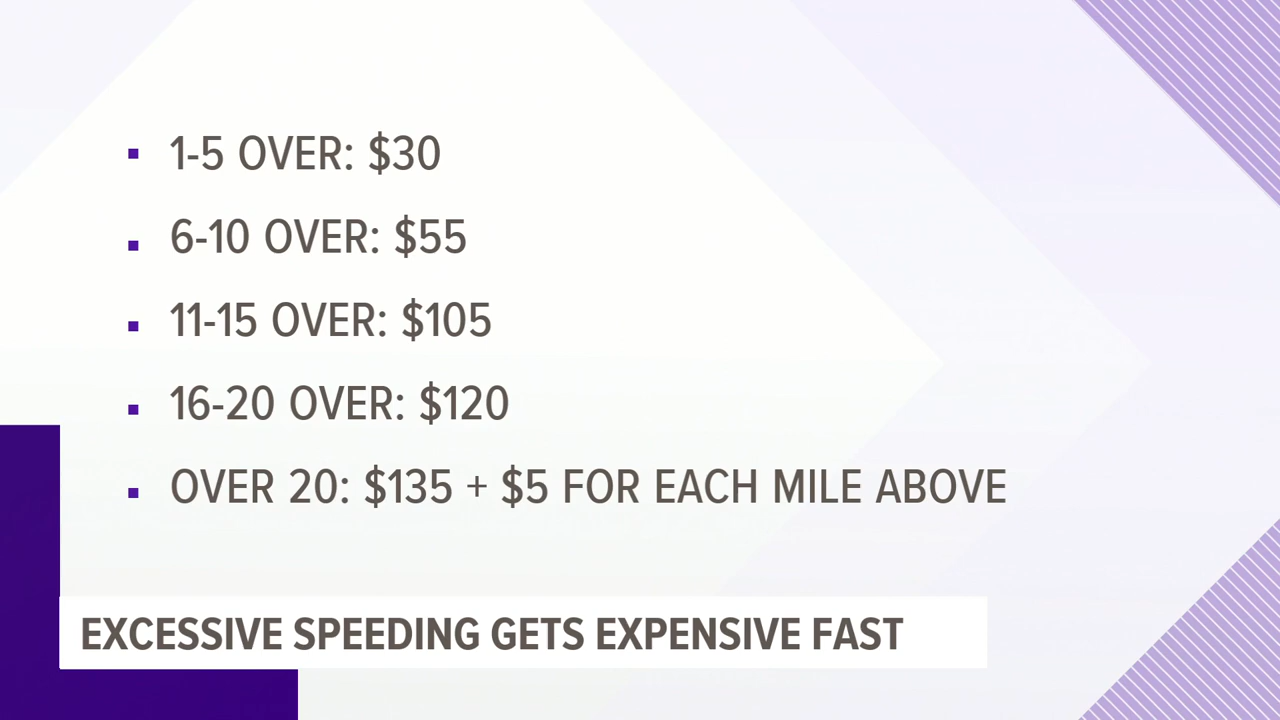 1-5 OVER: $30
6-10 OVER: $55
11-15 OVER: $105
16-20 OVER: $120
OVER 20: $135 + $5 FOR EACH MILE ABOVE
EXCESSIVE SPEEDING GETS EXPENSIVE FAST